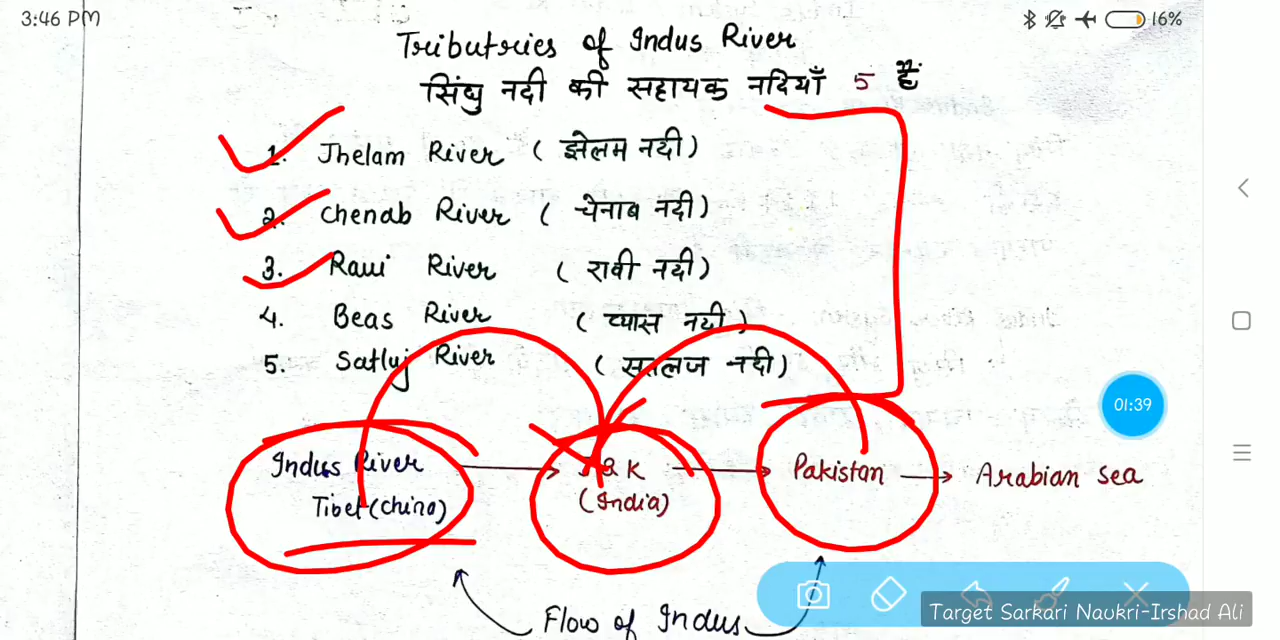 3:46 PM
16%
Tributries of Indus River
सिंधु नदी की सहायक नदियाँ 5 हैं
1. Jhelam River ( झेलम नदी )
2. Chenab River ( चेनाब नदी )
3. Ravi River ( रावी नदी )
4. Beas River ( व्यास नदी )
5. Satluj River ( सतलज नदी )
01:39
Indus River → J & K → Pakistan → Arabian sea
Tibet (China) (India)
Flow of Indus
Target Sarkari Naukri-Irshad Ali